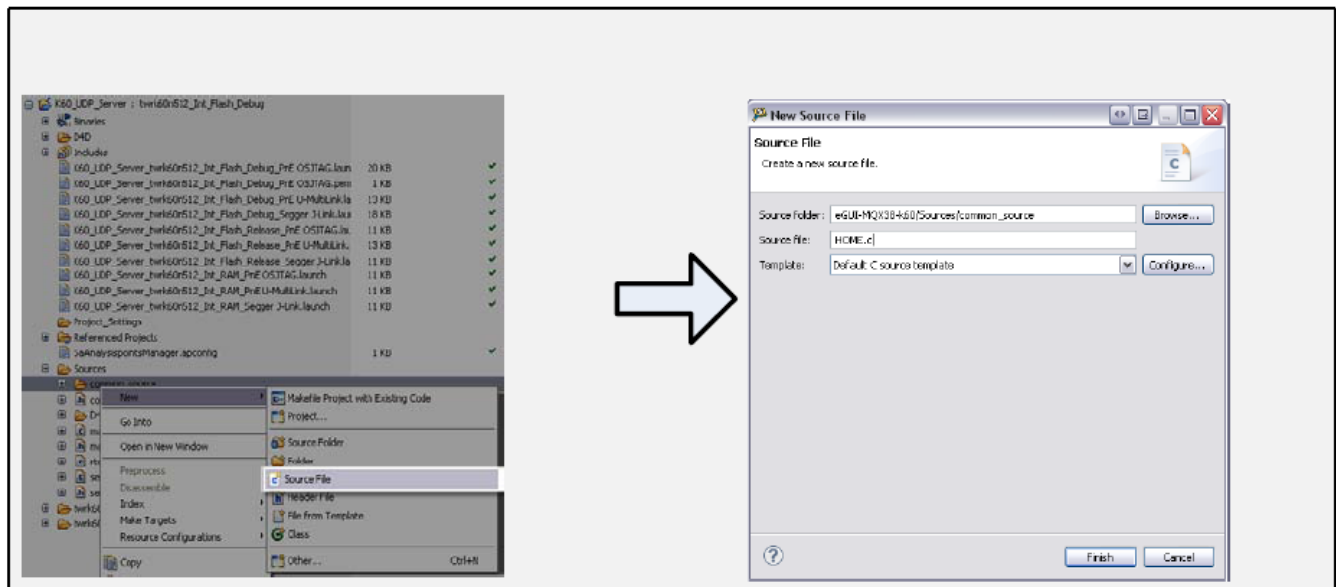 K60_UDP_Server : twrk60n512_Int_Flash_Debug
Binaries
D4D
Includes
K60_UDP_Server_twrk60n512_Int_Flash_Debug_PnE OSJTAG.laun 20 KB
K60_UDP_Server_twrk60n512_Int_Flash_Debug_PnE OSJTAG.pem 1 KB
K60_UDP_Server_twrk60n512_Int_Flash_Debug_PnE U-MultiLink.la 13 KB
K60_UDP_Server_twrk60n512_Int_Flash_Debug_Segger J-Link.lau 18 KB
K60_UDP_Server_twrk60n512_Int_Flash_Release_PnE OSJTAG.la 11 KB
K60_UDP_Server_twrk60n512_Int_Flash_Release_PnE U-MultiLink. 13 KB
K60_UDP_Server_twrk60n512_Int_Flash_Release_Segger J-Link.la 11 KB
K60_UDP_Server_twrk60n512_Int_RAM_PnE OSJTAG.launch 11 KB
K60_UDP_Server_twrk60n512_Int_RAM_PnE U-MultiLink.launch 11 KB
K60_UDP_Server_twrk60n512_Int_RAM_Segger J-Link.launch 11 KB
Project_Settings
Referenced Projects
SaAnalysispointsManager.apconfig 1 KB
Sources
common_source
New
Go Into
Open in New Window
Preprocess
Disassemble
Index
Make Targets
Resource Configurations
Copy
Makefile Project with Existing Code
Project...
Source Folder
Folder
Source File
Header File
File from Template
Class
Other... Ctrl+N
New Source File
Source File
Create a new source file.
c
Source Folder: eGUI-MQX38-k60/Sources/common_source Browse...
Source file: HOME.c
Template: Default C source template Configure...
Finish Cancel